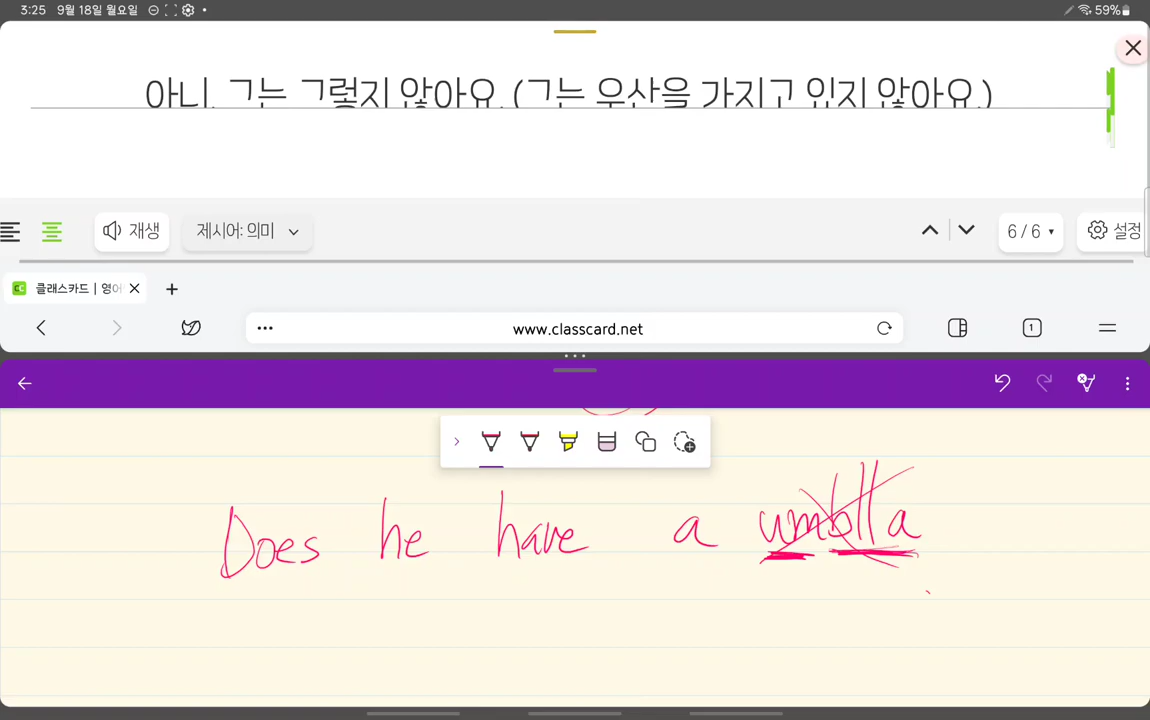 3:25 9월 18일 월요일 59%
아니, 그는 그렇지 않아요. (그는 우산을 가지고 있지 않아요.)
재생 제시어: 의미 6 / 6 설정
클래스카드 | 영어
www.classcard.net
1
Does he have a umblla